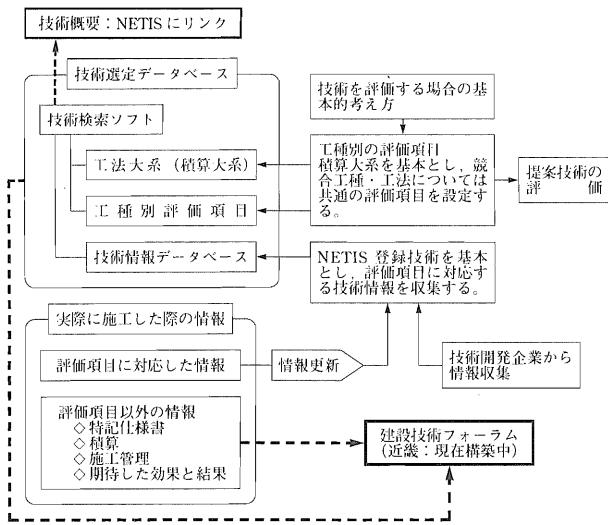 技術概要：NETISにリンク
技術選定データベース
技術検索ソフト
工法大系（積算大系）
工種別評価項目
技術情報データベース
技術を評価する場合の基
本的考え方
工種別の評価項目
積算大系を基本とし，競
合工種・工法については
共通の評価項目を設定す
る。
提案技術の
評　　　価
NETIS 登録技術を基本
とし，評価項目に対応す
る技術情報を収集する。
実際に施工した際の情報
評価項目に対応した情報
情報更新
技術開発企業から
情報収集
評価項目以外の情報
◇特記仕様書
◇積算
◇施工管理
◇期待した効果と結果
建設技術フォーラム
（近畿：現在構築中）